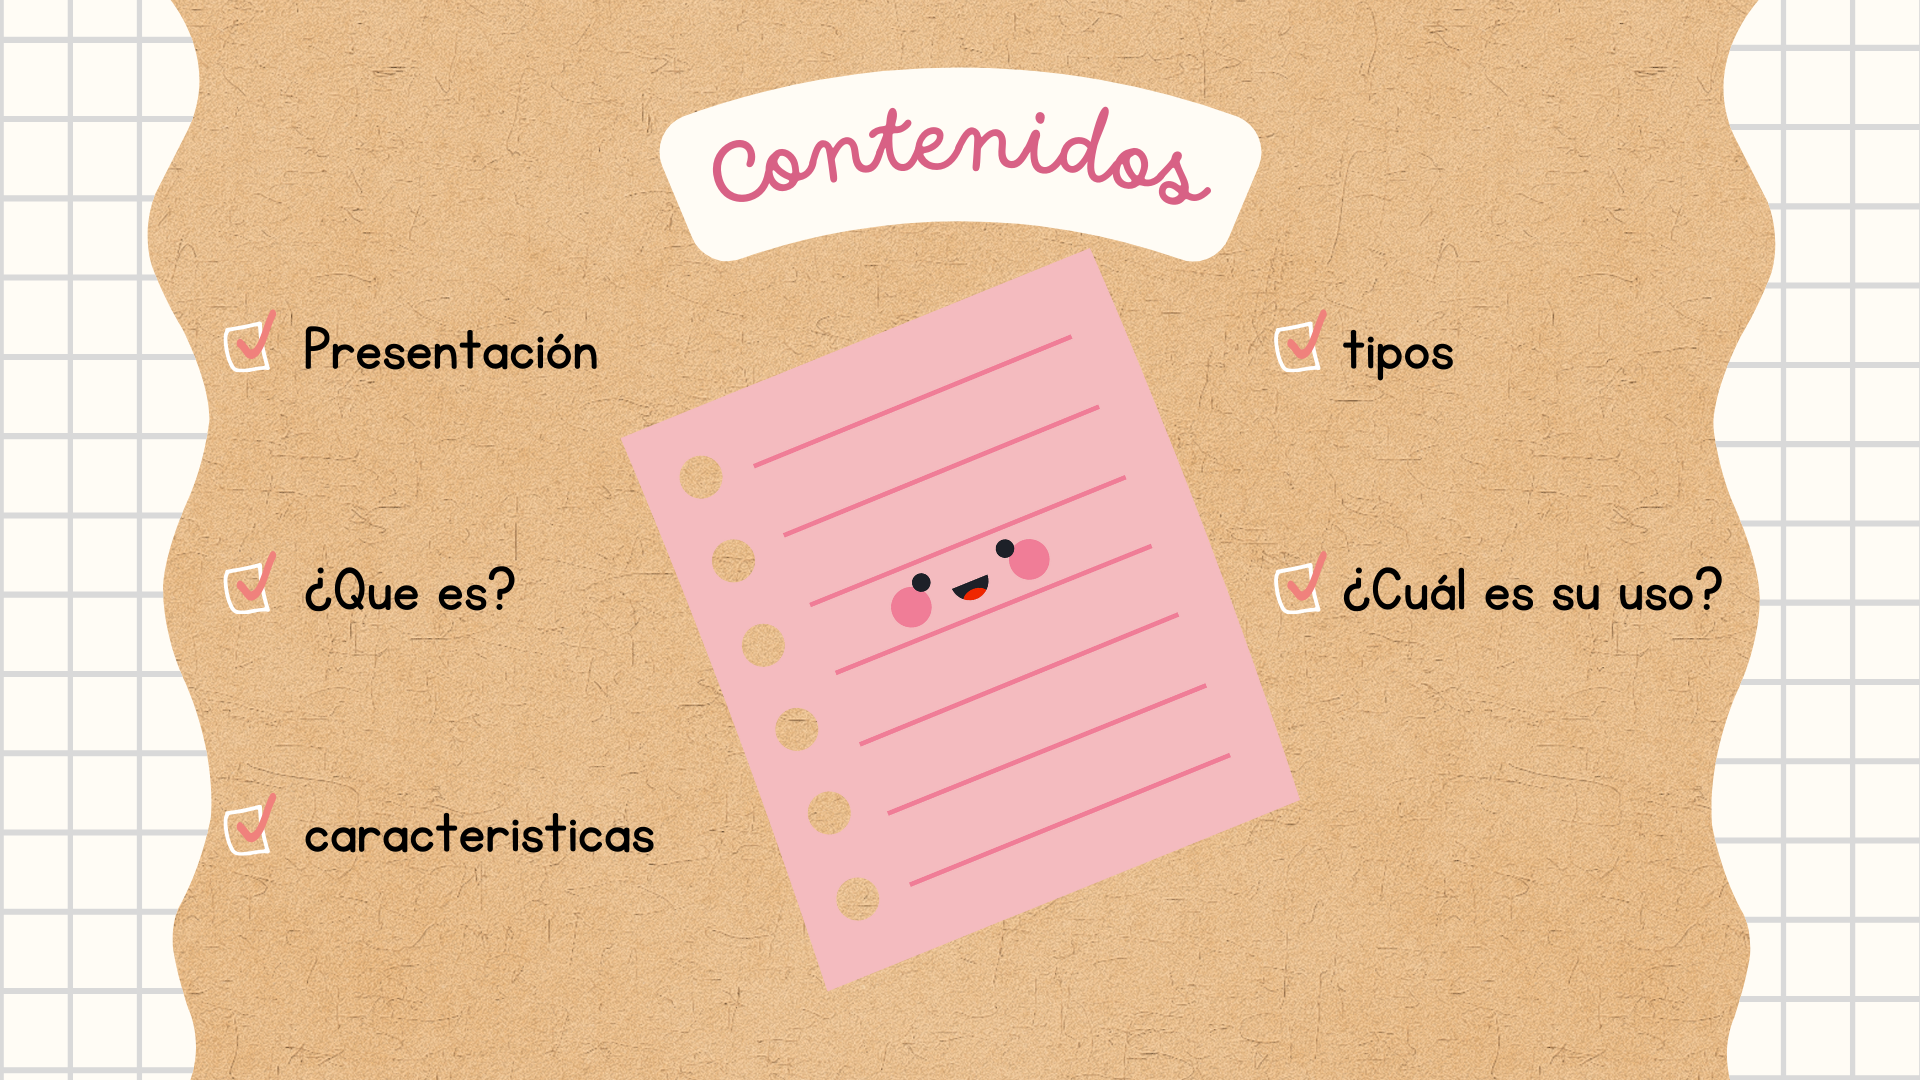 Contenidos
Presentación
¿Que es?
caracteristicas
tipos
¿Cuál es su uso?